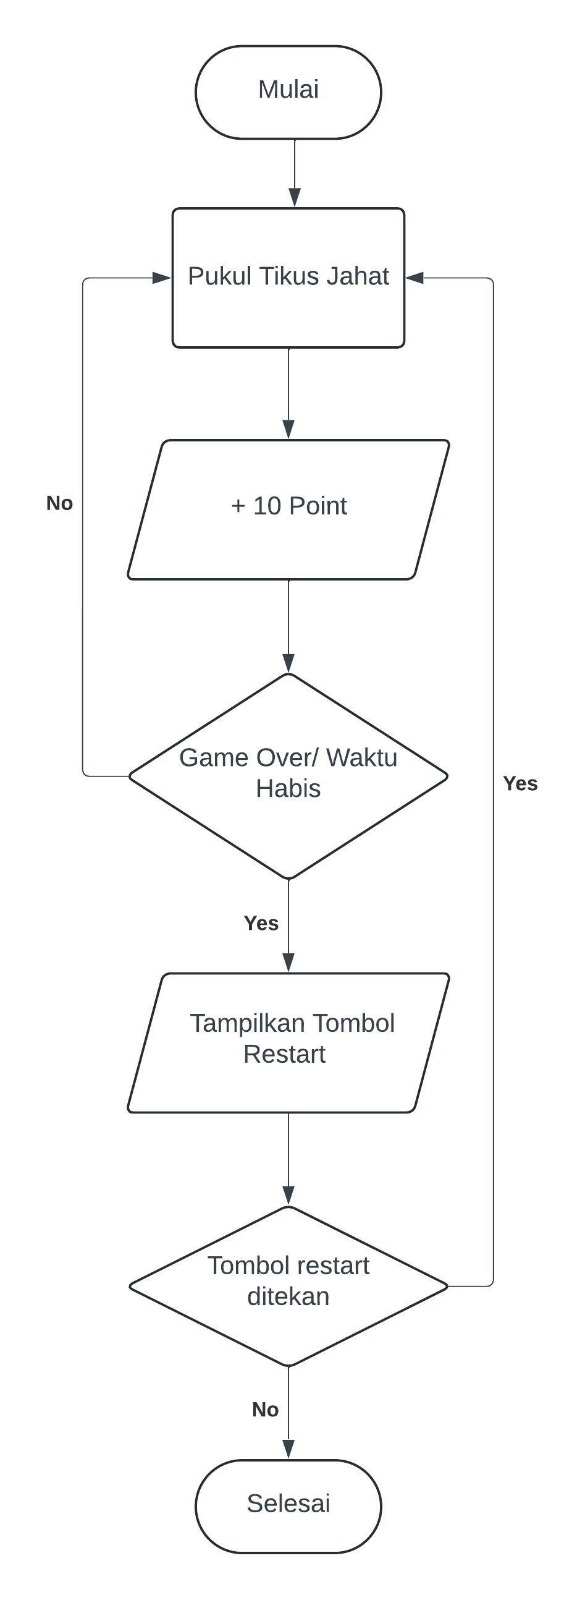 Mulai
Pukul Tikus Jahat
+ 10 Point
No
Game Over/ Waktu
Habis
Yes
Yes
Tampilkan Tombol
Restart
Tombol restart
ditekan
No
Selesai